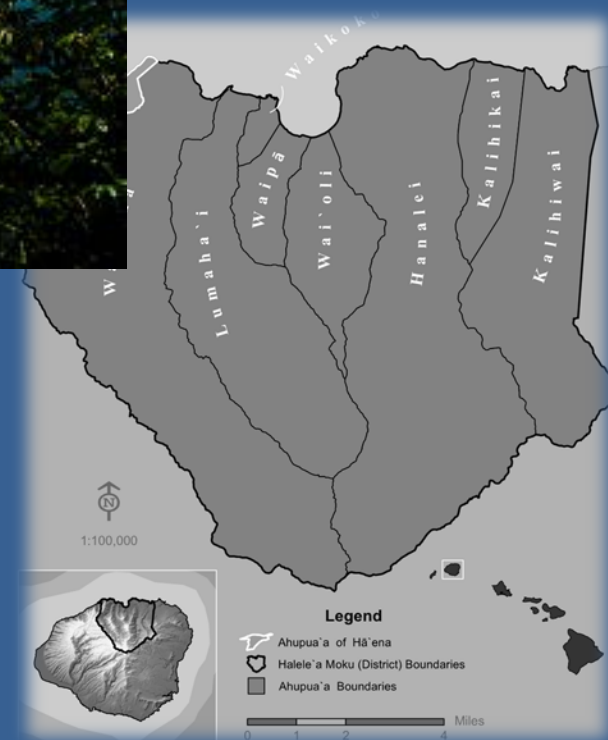 Waikoko
Lumaha`i
Waipā
Wai`oli
Hanalei
Kalihikai
Kalihiwai
N
1:100,000
Legend
Ahupua`a of Hā`ena
Halele`a Moku (District) Boundaries
Ahupua`a Boundaries
Miles
0 1 2 4